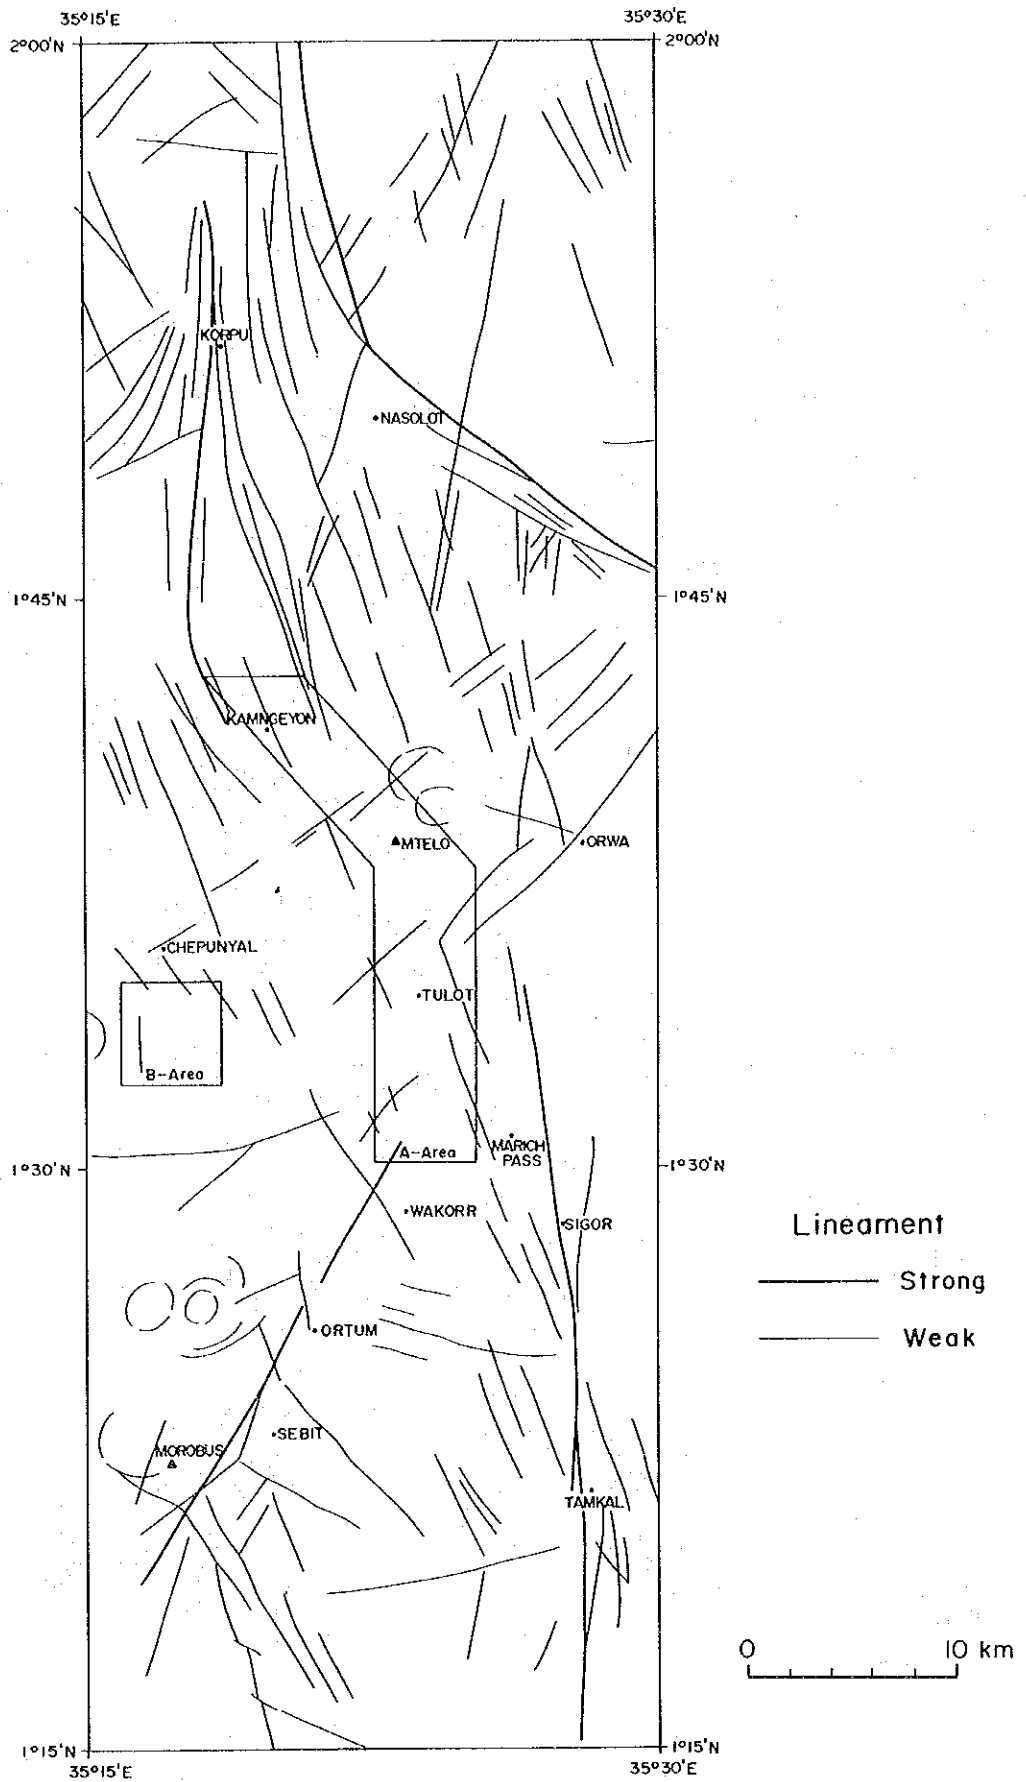 35°15'E
35°30'E
2°00'N
2°00'N
KORPU
NASOLOT
1°45'N
1°45'N
KAMNGEYON
MTELO
ORWA
CHEPUNYAL
TULOT
B-Area
MARICH
PASS
A-Area
1°30'N
1°30'N
WAKORR
SIGOR
Lineament
Strong
ORTUM
Weak
SEBIT
MOROBUS
TAMKAL
0
10 km
1°15'N
1°15'N
35°15'E
35°30'E